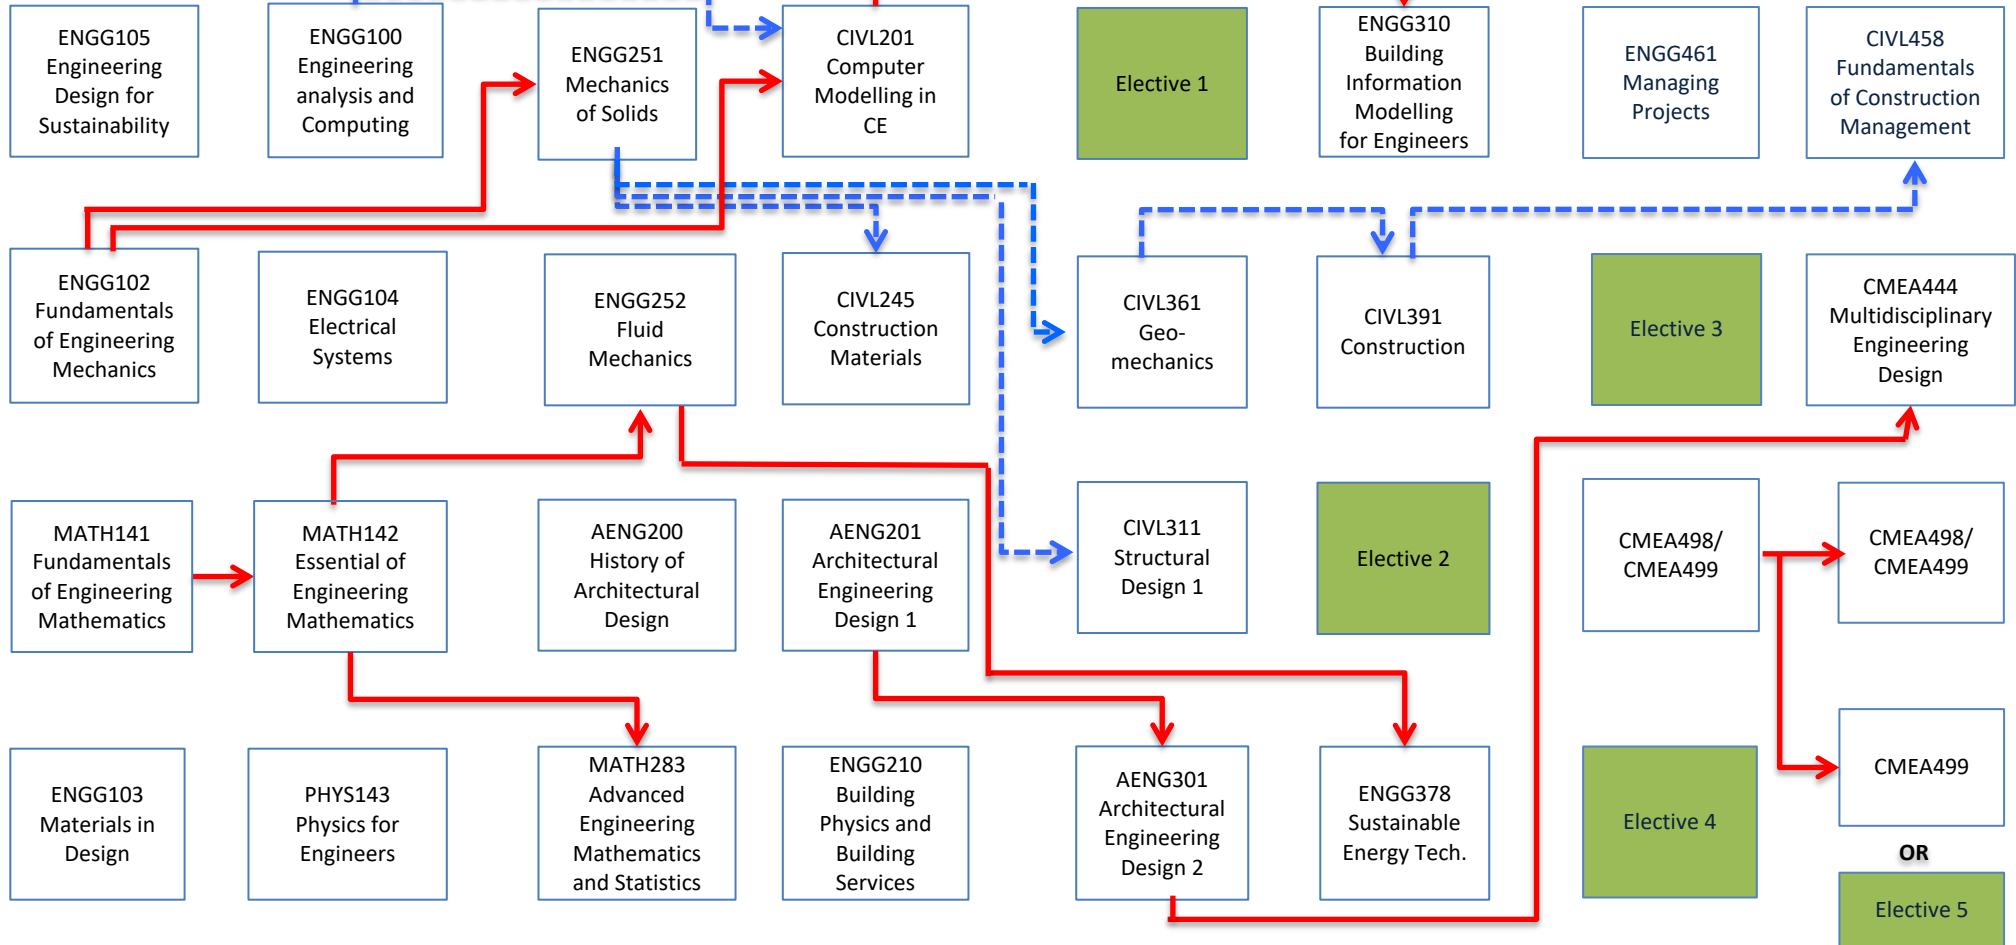 ENGG105
Engineering
Design for
Sustainability
ENGG100
Engineering
analysis and
Computing
ENGG251
Mechanics
of Solids
CIVL201
Computer
Modelling in
CE
Elective 1
ENGG310
Building
Information
Modelling
for Engineers
ENGG461
Managing
Projects
CIVL458
Fundamentals
of Construction
Management
ENGG102
Fundamentals
of Engineering
Mechanics
ENGG104
Electrical
Systems
ENGG252
Fluid
Mechanics
CIVL245
Construction
Materials
CIVL361
Geo-
mechanics
CIVL391
Construction
Elective 3
CMEA444
Multidisciplinary
Engineering
Design
MATH141
Fundamentals
of Engineering
Mathematics
MATH142
Essential of
Engineering
Mathematics
AENG200
History of
Architectural
Design
AENG201
Architectural
Engineering
Design 1
CIVL311
Structural
Design 1
Elective 2
CMEA498/
CMEA499
CMEA498/
CMEA499
ENGG103
Materials in
Design
PHYS143
Physics for
Engineers
MATH283
Advanced
Engineering
Mathematics
and Statistics
ENGG210
Building
Physics and
Building
Services
AENG301
Architectural
Engineering
Design 2
ENGG378
Sustainable
Energy Tech.
Elective 4
CMEA499
OR
Elective 5